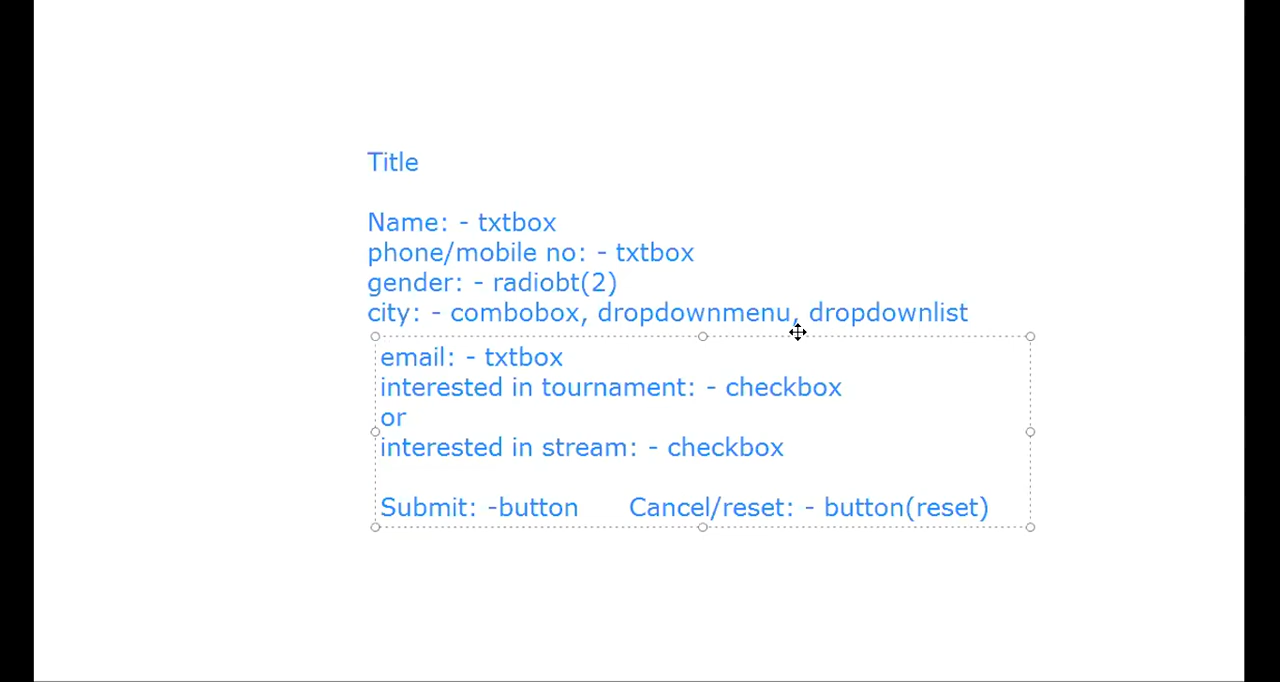 Title
Name: - txtbox
phone/mobile no: - txtbox
gender: - radiobt(2)
city: - combobox, dropdownmenu, dropdownlist
email: - txtbox
interested in tournament: - checkbox
or
interested in stream: - checkbox
Submit: -button Cancel/reset: - button(reset)